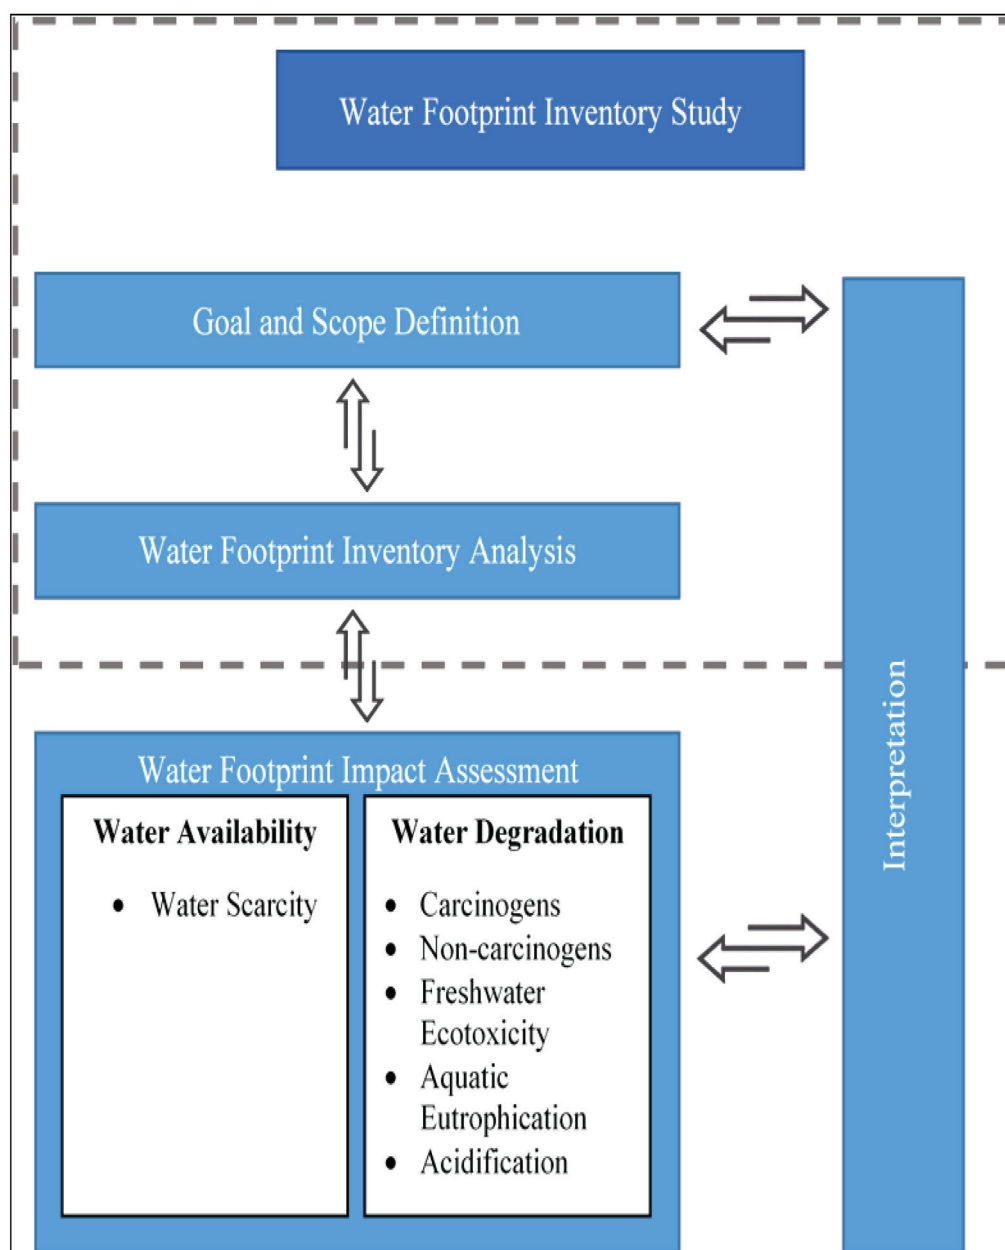 Water Footprint Inventory Study
Goal and Scope Definition
Water Footprint Inventory Analysis
Water Footprint Impact Assessment
Water Availability
• Water Scarcity
Water Degradation
• Carcinogens
• Non-carcinogens
• Freshwater
Ecotoxicity
• Aquatic
Eutrophication
• Acidification
Interpretation